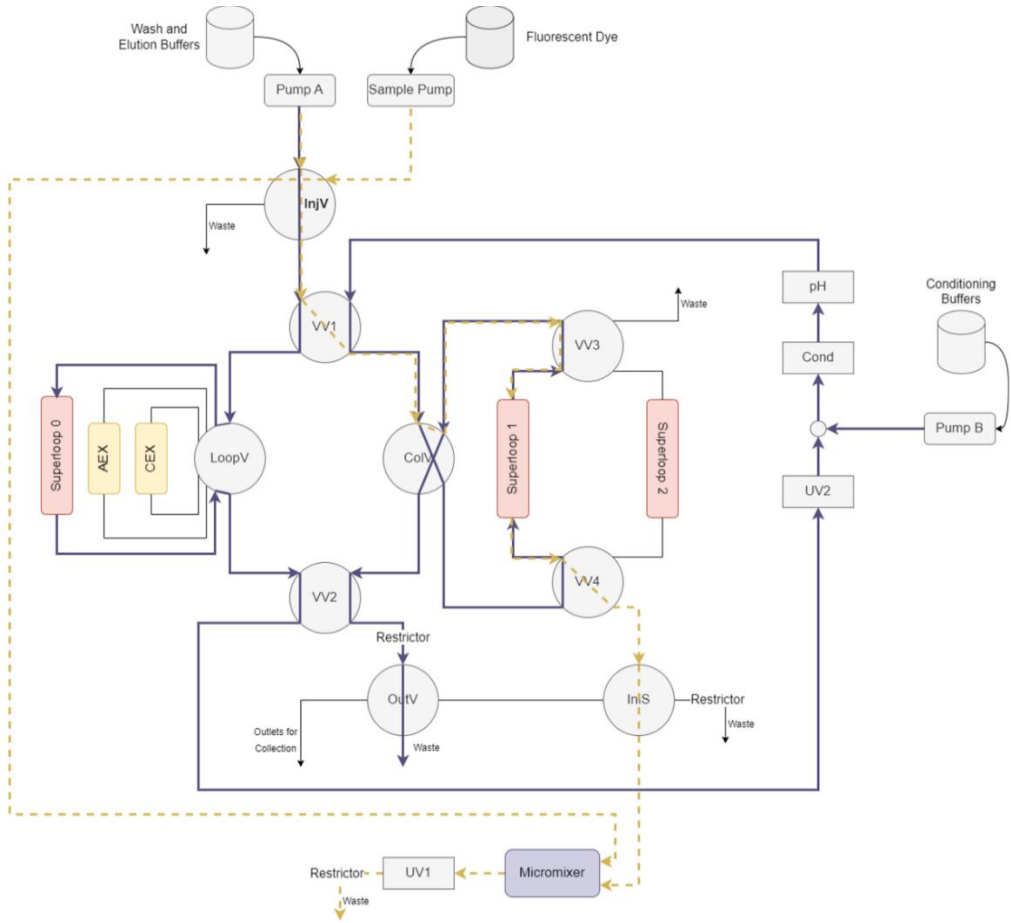 Wash and
Elution Buffers
Fluorescent Dye
Pump A
Sample Pump
InjV
Waste
VV1
pH
Conditioning
Buffers
Waste
VV3
Cond
Superloop 0
AEX
CEX
LoopV
ColV
Superloop 1
Superloop 2
Pump B
UV2
VV2
VV4
Restrictor
OutV
InlS
Restrictor
Waste
Outlets for
Collection
Waste
Restrictor
UV1
Micromixer
Waste